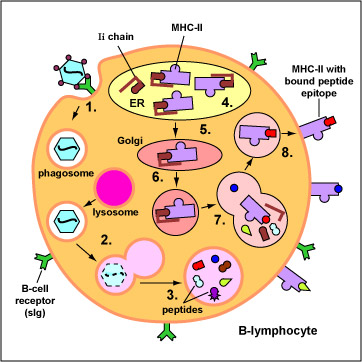 Ii chain
MHC-II
MHC-II with
bound peptide
epitope
1.
ER
4.
5.
Golgi
8.
phagosome
6.
lysosome
7.
2.
3.
peptides
B-cell
receptor
(sIg)
B-lymphocyte